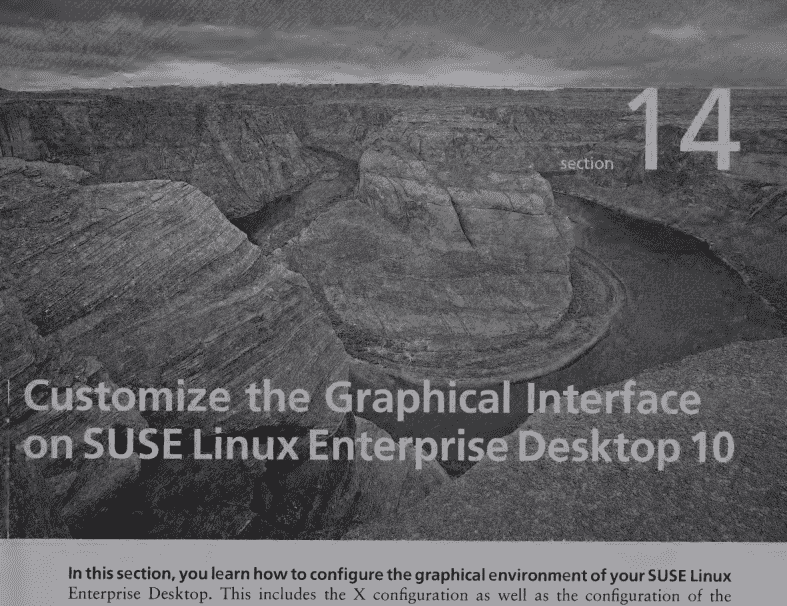 14
section
Customize the Graphical Interface
on SUSE Linux Enterprise Desktop 10
In this section, you learn how to configure the graphical environment of your SUSE Linux
Enterprise Desktop. This includes the X configuration as well as the configuration of the